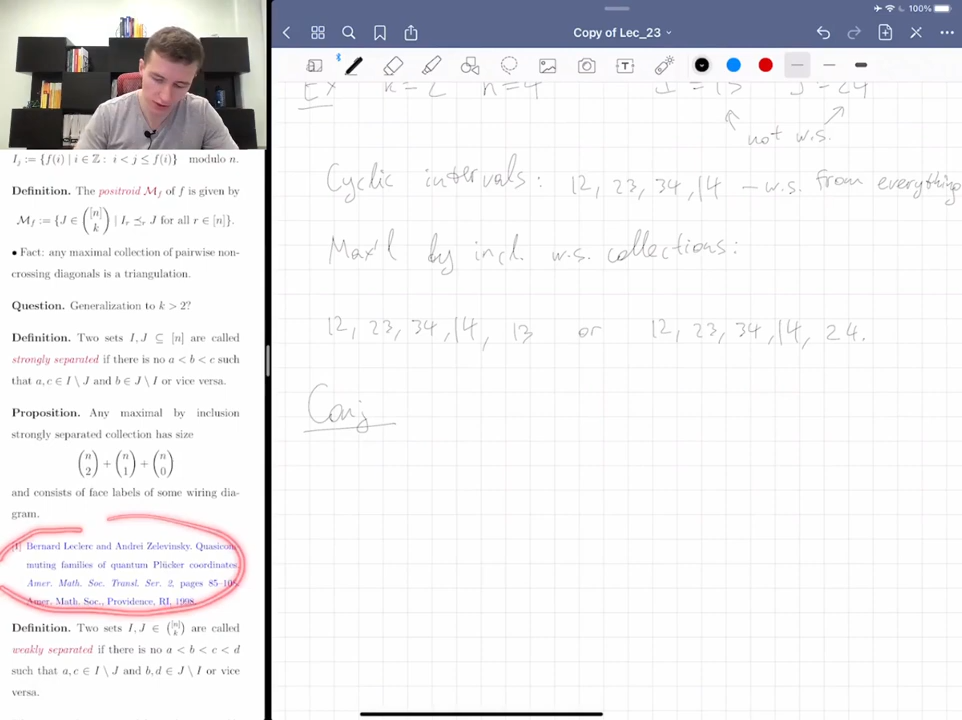 I_j := {f(i) | i ∈ ℤ : i < j ≤ f(i)} modulo n.
Definition. The positroid M_f of f is given by
M_f := {J ∈ ([n] k) | I_r ⪯_r J for all r ∈ [n]}.
• Fact: any maximal collection of pairwise non-
crossing diagonals is a triangulation.
Question. Generalization to k > 2?
Definition. Two sets I, J ⊆ [n] are called
strongly separated if there is no a < b < c such
that a, c ∈ I \ J and b ∈ J \ I or vice versa.
Proposition. Any maximal by inclusion
strongly separated collection has size
(n 2) + (n 1) + (n 0)
and consists of face labels of some wiring dia-
gram.
[1] Bernard Leclerc and Andrei Zelevinsky. Quasicom-
muting families of quantum Plücker coordinates.
Amer. Math. Soc. Transl. Ser. 2, pages 85–108.
Amer. Math. Soc., Providence, RI, 1998.
Definition. Two sets I, J ∈ ([n] k) are called
weakly separated if there is no a < b < c < d
such that a, c ∈ I \ J and b, d ∈ J \ I or vice
versa.
100%
Copy of Lec_23
Ex k=2 n=4 I=13 J=24
not w.s.
Cyclic intervals: 12, 23, 34, 14 – w.s. from everything
Max'l by incl. w.s. collections:
12, 23, 34, 14, 13 or 12, 23, 34, 14, 24.
Conj